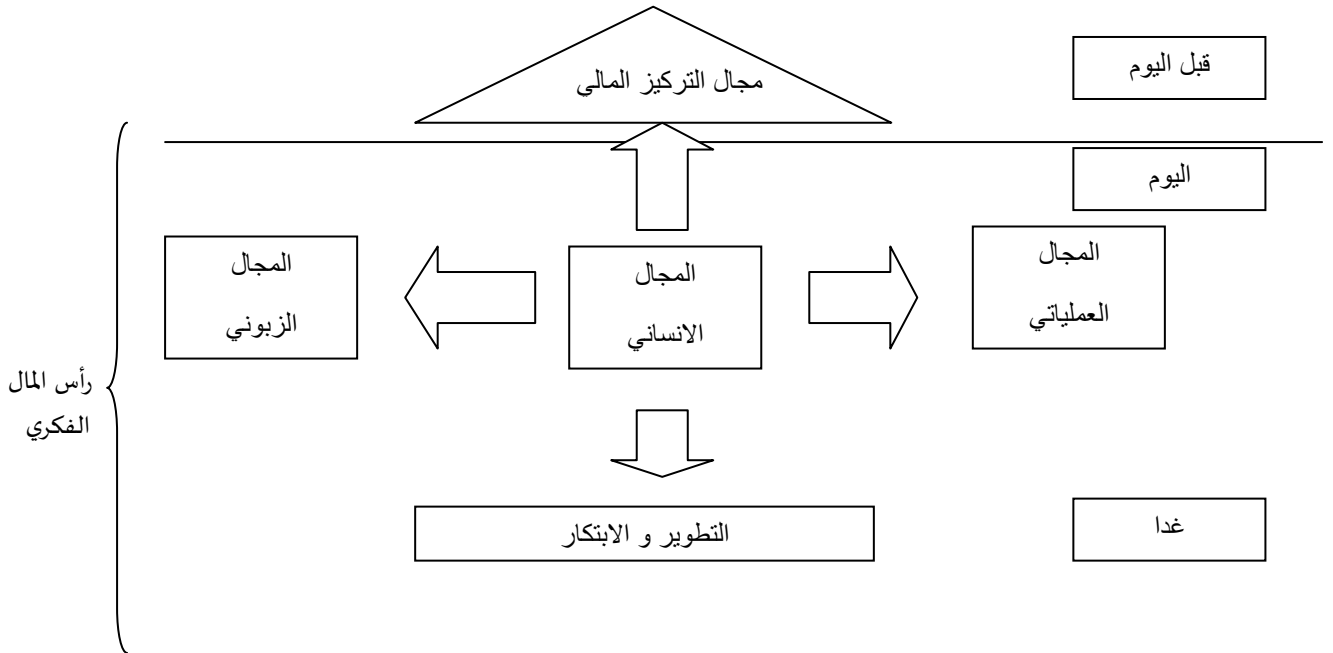 قبل اليوم
مجال التركيز المالي
اليوم
المجال
العملياتي
المجال
الانساني
المجال
الزبوني
رأس المال
الفكري
غدا
التطوير و الابتكار